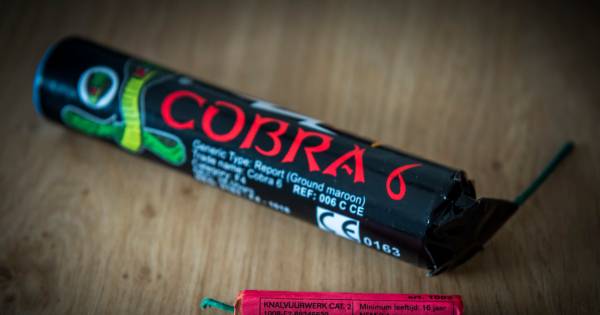 COBRA 6
Generic Type: Report (Ground maroon)
Trade name: Cobra 6
REF: 006 C CE
Category:
CE 0163
KNALVUURWERK CAT. 2
Minimum leeftijd: 16 jaar